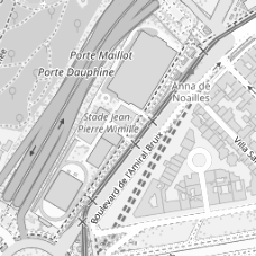 Porte Maillot
Porte Dauphine
Anna de
Noailles
Stade Jean
Pierre Wimille
Boulevard de l'Amiral Bruix
Villa Sa